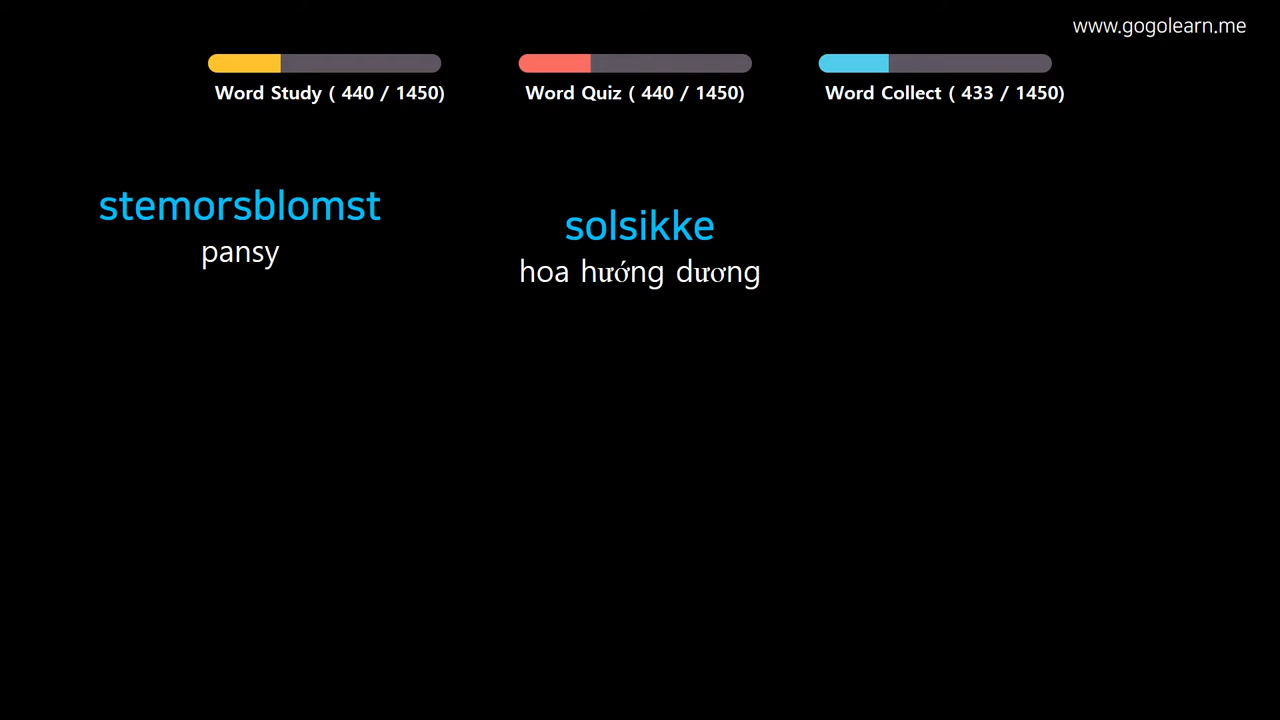 www.gogolearn.me
Word Study ( 440 / 1450)
Word Quiz ( 440 / 1450)
Word Collect ( 433 / 1450)
stemorsblomst
pansy
solsikke
hoa hướng dương